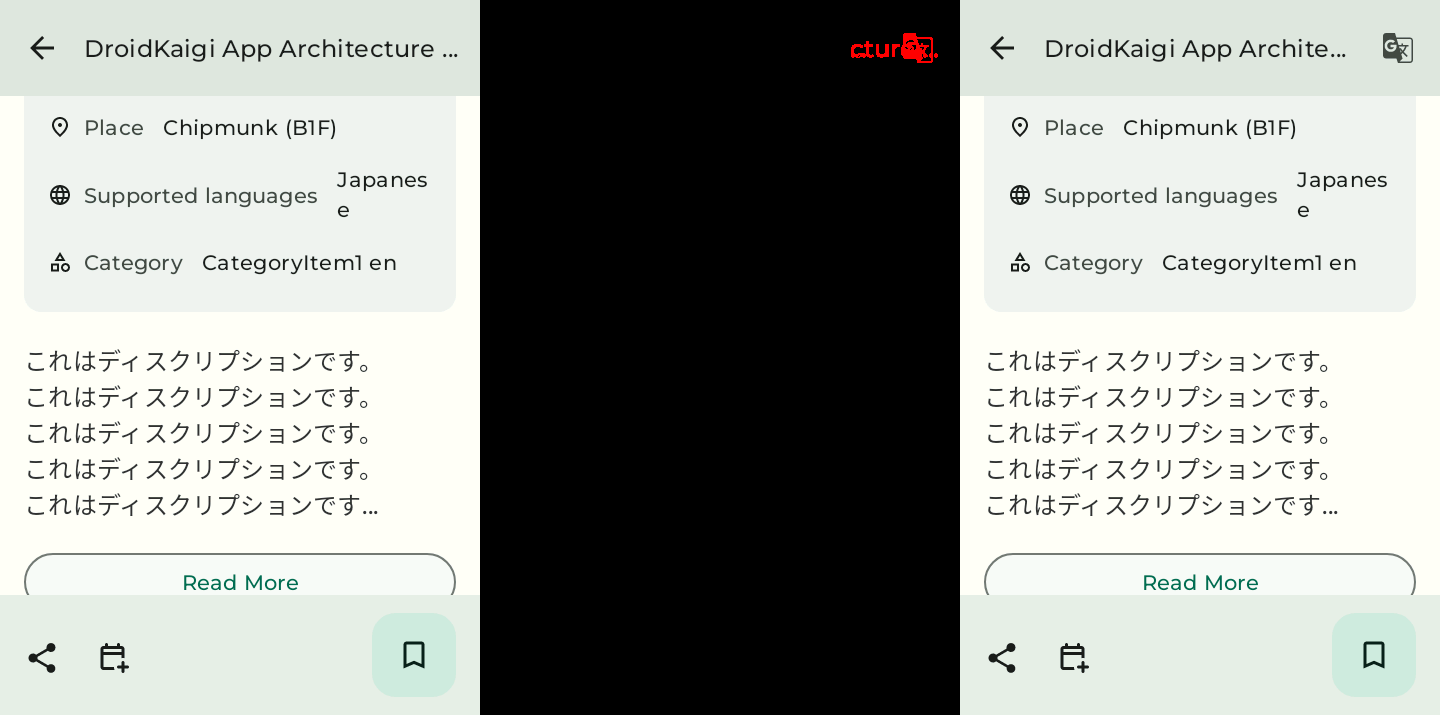 DroidKaigi App Architecture ...
Place Chipmunk (B1F)
Supported languages Japanes
e
Category CategoryItem1 en
これはディスクリプションです。
これはディスクリプションです。
これはディスクリプションです。
これはディスクリプションです。
これはディスクリプションです...
Read More
cture...
DroidKaigi App Archite...
G文
Place Chipmunk (B1F)
Supported languages Japanes
e
Category CategoryItem1 en
これはディスクリプションです。
これはディスクリプションです。
これはディスクリプションです。
これはディスクリプションです。
これはディスクリプションです...
Read More